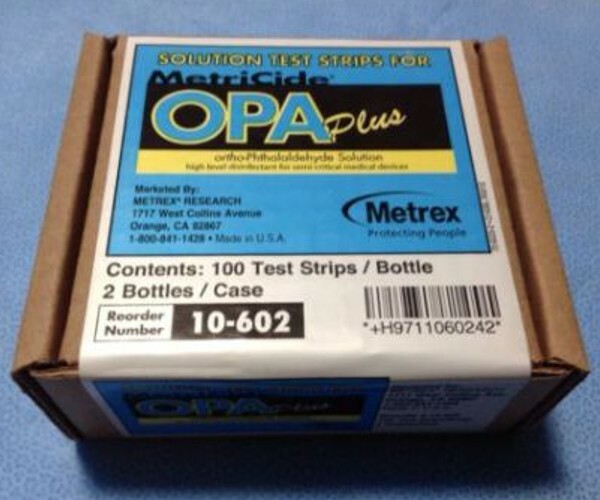 SOLUTION TEST STRIPS FOR
MetriCide®
OPA Plus
ortho-Phthalaldehyde Solution
high level disinfectant for semi-critical medical devices
Marketed By:
METREX® RESEARCH
1717 West Collins Avenue
Orange, CA 92867
1-800-841-1428 • Made in U.S.A.
Metrex
Protecting People
Contents: 100 Test Strips / Bottle
2 Bottles / Case
Reorder
Number
10-602
*+H9711060242*
OPA Plus